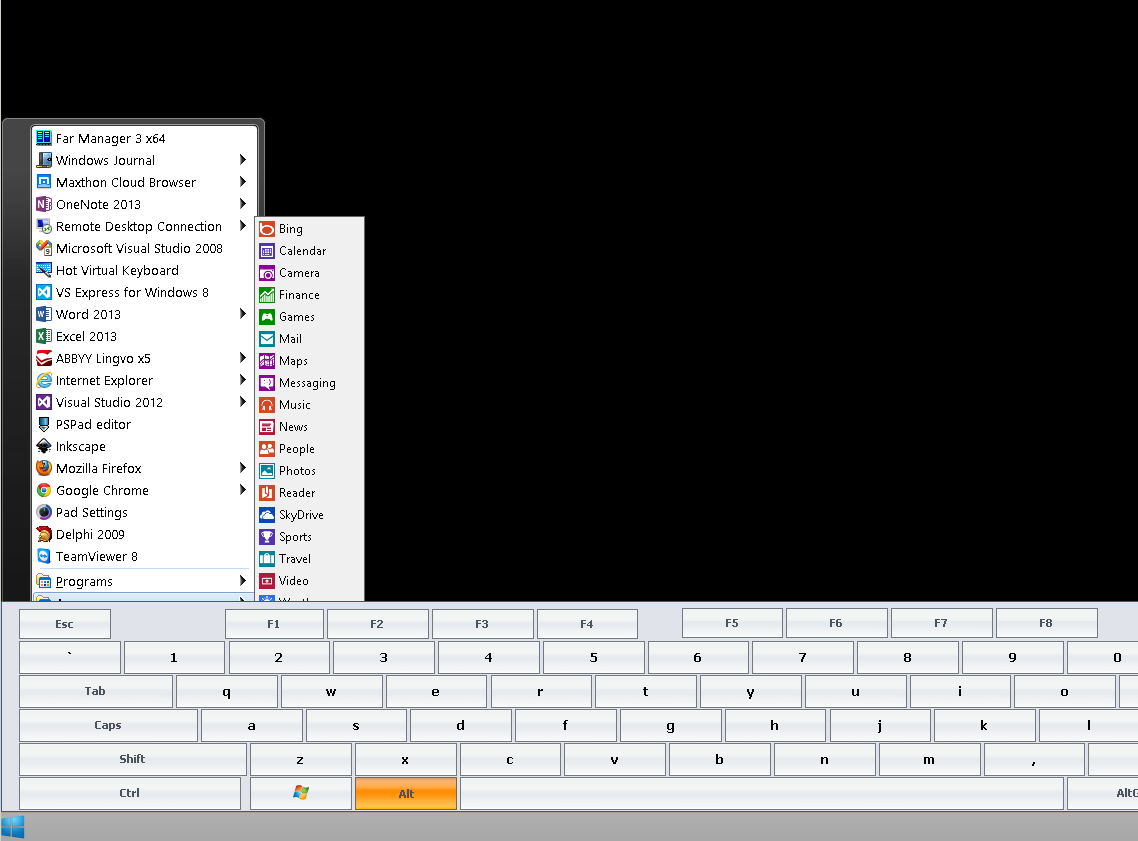 Far Manager 3 x64
Windows Journal
Maxthon Cloud Browser
OneNote 2013
Remote Desktop Connection
Microsoft Visual Studio 2008
Hot Virtual Keyboard
VS Express for Windows 8
Word 2013
Excel 2013
ABBYY Lingvo x5
Internet Explorer
Visual Studio 2012
PSPad editor
Inkscape
Mozilla Firefox
Google Chrome
Pad Settings
Delphi 2009
TeamViewer 8
Programs
Bing
Calendar
Camera
Finance
Games
Mail
Maps
Messaging
Music
News
People
Photos
Reader
SkyDrive
Sports
Travel
Video
Esc F1 F2 F3 F4 F5 F6 F7 F8
` 1 2 3 4 5 6 7 8 9 0
Tab q w e r t y u i o
Caps a s d f g h j k l
Shift z x c v b n m ,
Ctrl Alt AltG